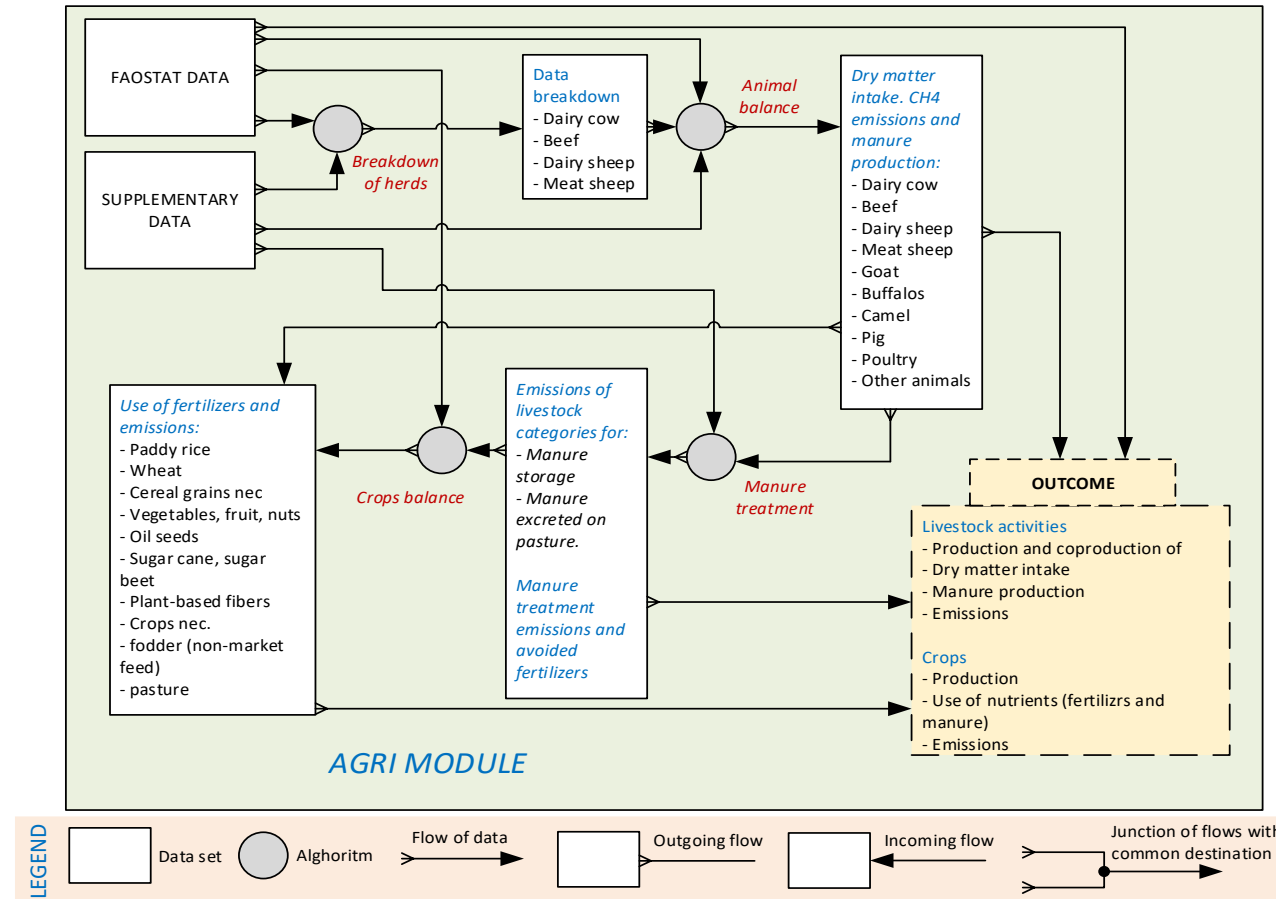 FAOSTAT DATA
SUPPLEMENTARY
DATA
Breakdown
of herds
Data
breakdown
- Dairy cow
- Beef
- Dairy sheep
- Meat sheep
Animal
balance
Dry matter
intake. CH4
emissions and
manure
production:
- Dairy cow
- Beef
- Dairy sheep
- Meat sheep
- Goat
- Buffalos
- Camel
- Pig
- Poultry
- Other animals
Use of fertilizers and
emissions:
- Paddy rice
- Wheat
- Cereal grains nec
- Vegetables, fruit, nuts
- Oil seeds
- Sugar cane, sugar
beet
- Plant-based fibers
- Crops nec.
- fodder (non-market
feed)
- pasture
Crops balance
Emissions of
livestock
categories for:
- Manure
storage
- Manure
excreted on
pasture.
Manure
treatment
emissions and
avoided
fertilizers
Manure
treatment
OUTCOME
Livestock activities
- Production and coproduction of
- Dry matter intake
- Manure production
- Emissions
Crops
- Production
- Use of nutrients (fertilizrs and
manure)
- Emissions
AGRI MODULE
LEGEND
Data set
Alghoritm
Flow of data
Outgoing flow
Incoming flow
Junction of flows with
common destination